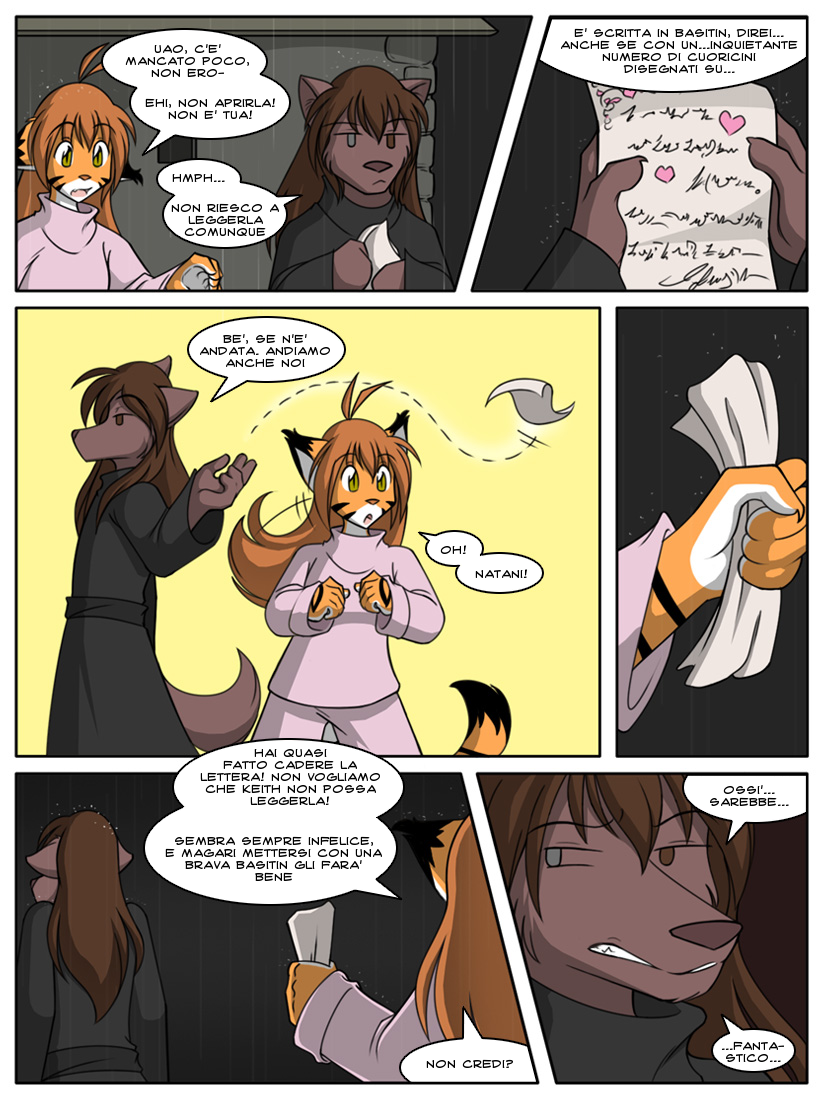 UAO, C'E'
MANCATO POCO,
NON ERO-
EHI, NON APRIRLA!
NON E' TUA!
HMPH...
NON RIESCO A
LEGGERLA
COMUNQUE
E' SCRITTA IN BASITIN, DIREI...
ANCHE SE CON UN...INQUIETANTE
NUMERO DI CUORICINI
DISEGNATI SU...
BE', SE N'E'
ANDATA. ANDIAMO
ANCHE NOI
OH!
NATANI!
HAI QUASI
FATTO CADERE LA
LETTERA! NON VOGLIAMO
CHE KEITH NON POSSA
LEGGERLA!
SEMBRA SEMPRE INFELICE,
E MAGARI METTERSI CON UNA
BRAVA BASITIN GLI FARA'
BENE
NON CREDI?
OSSI'...
SAREBBE...
...FANTA-
STICO...